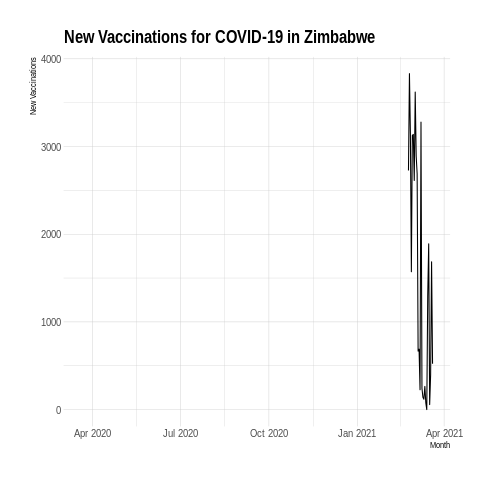 New Vaccinations for COVID-19 in Zimbabwe
New Vaccinations
4000
3000
2000
1000
0
Apr 2020
Jul 2020
Oct 2020
Jan 2021
Apr 2021
Month